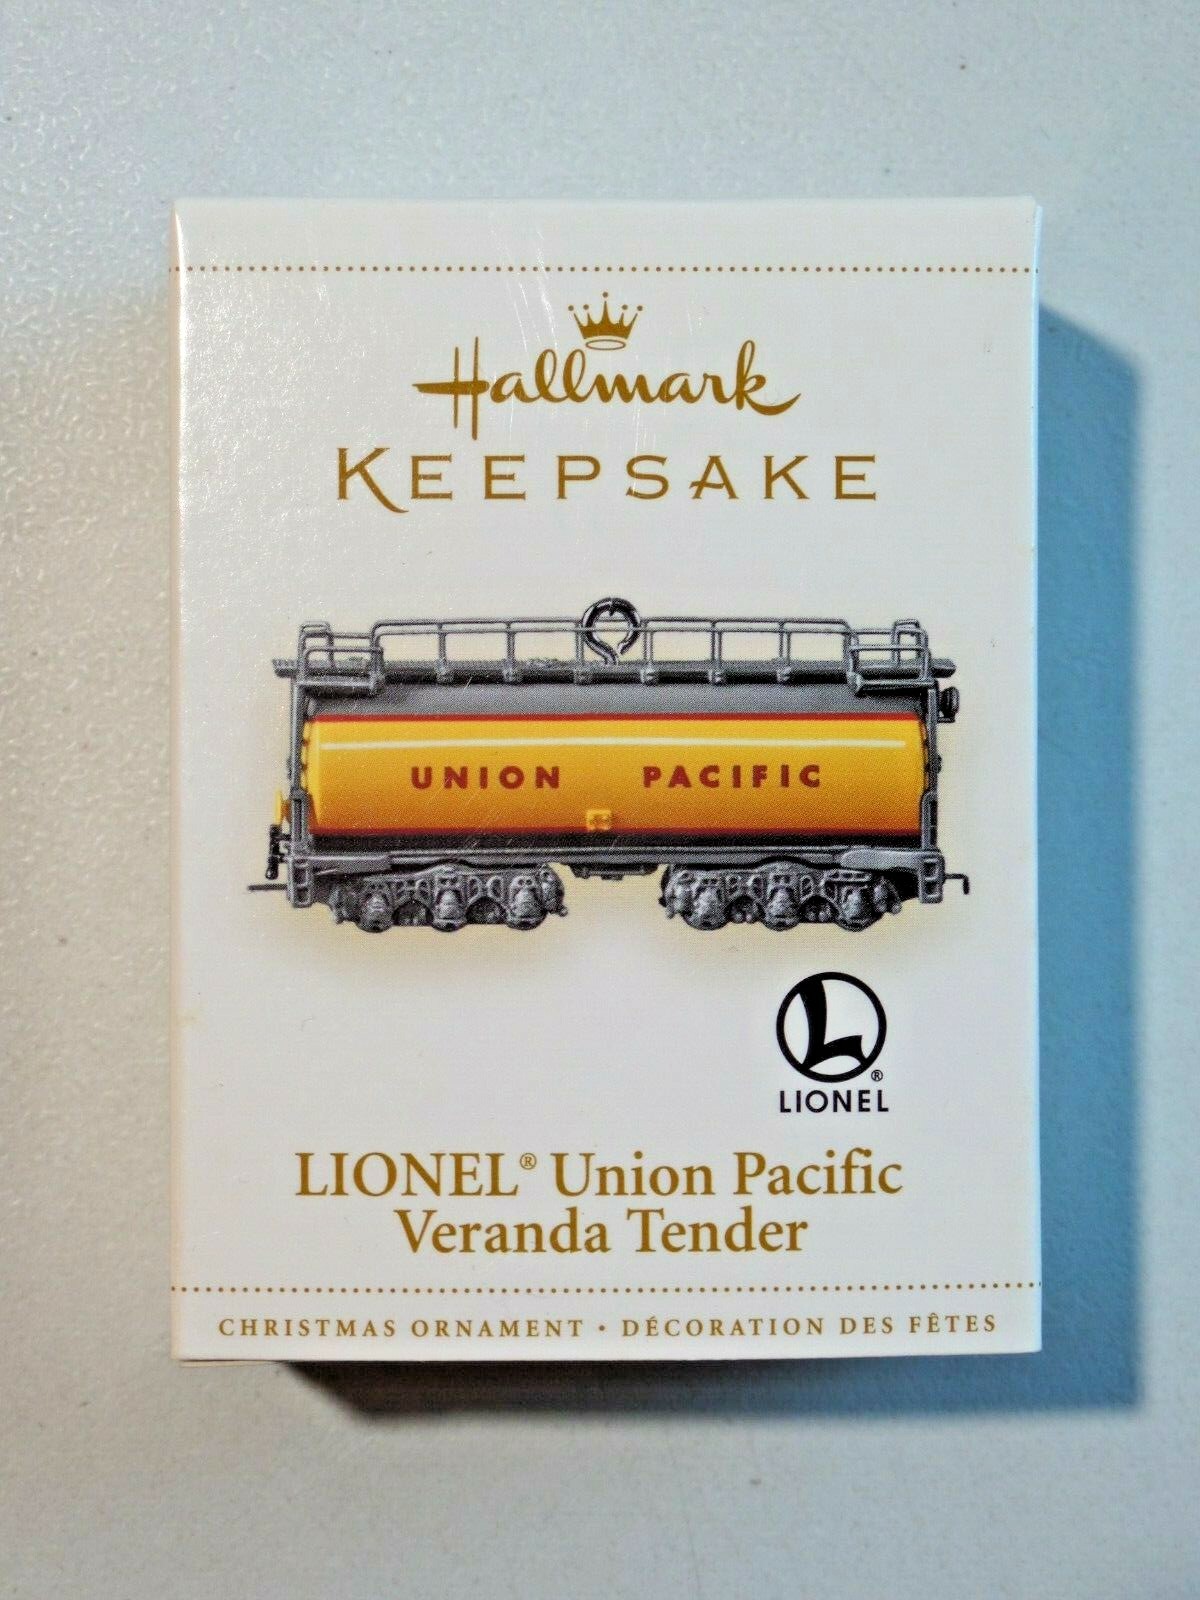 Hallmark
KEEPSAKE
UNION PACIFIC
L
®
LIONEL
LIONEL® Union Pacific
Veranda Tender
CHRISTMAS ORNAMENT • DÉCORATION DES FÊTES